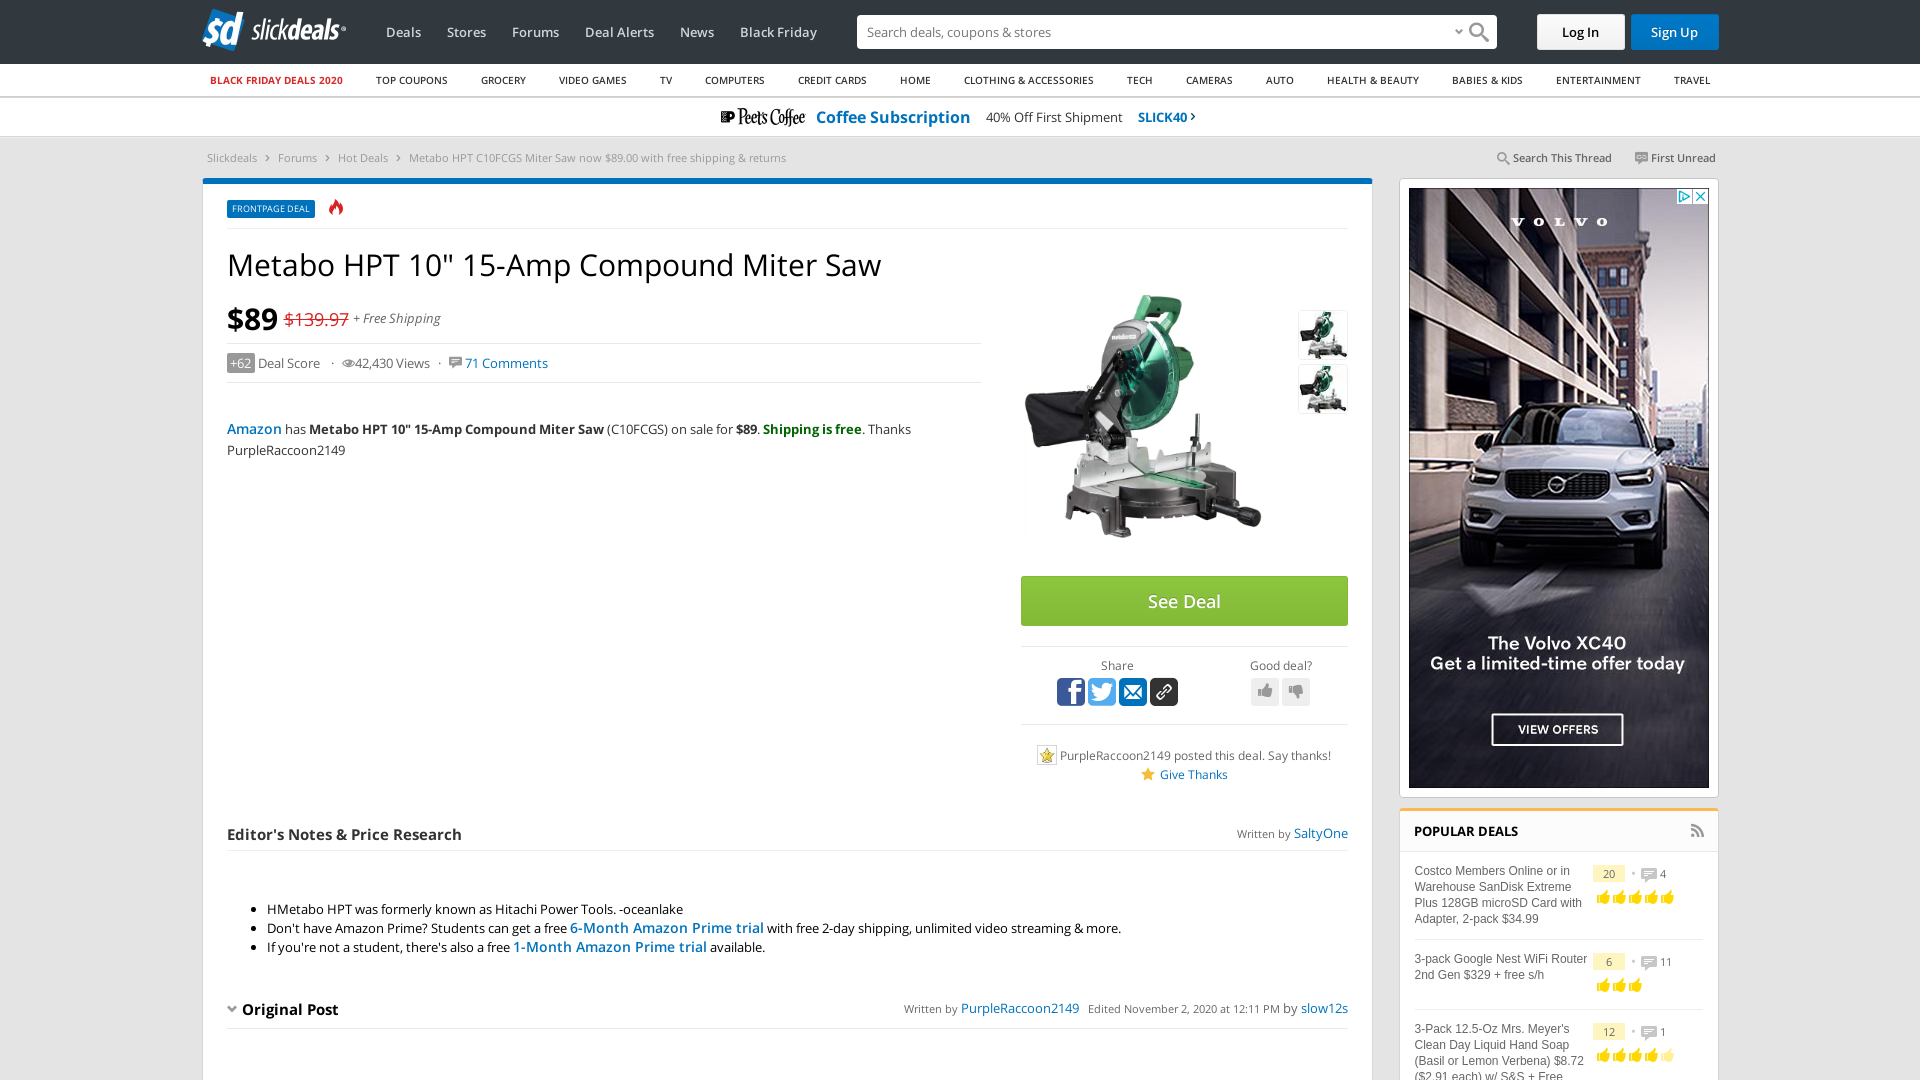 slickdeals
Deals
Stores
Forums
Deal Alerts
News
Black Friday
Search deals, coupons & stores
Log In
Sign Up
BLACK FRIDAY DEALS 2020
TOP COUPONS
GROCERY
VIDEO GAMES
TV
COMPUTERS
CREDIT CARDS
HOME
CLOTHING & ACCESSORIES
TECH
CAMERAS
AUTO
HEALTH & BEAUTY
BABIES & KIDS
ENTERTAINMENT
TRAVEL
Peet's Coffee Coffee Subscription 40% Off First Shipment SLICK40
Slickdeals › Forums › Hot Deals › Metabo HPT C10FCGS Miter Saw now $89.00 with free shipping & returns
Search This Thread
First Unread
FRONTPAGE DEAL
Metabo HPT 10" 15-Amp Compound Miter Saw
$89 $139.97 + Free Shipping
+62 Deal Score · 42,430 Views · 71 Comments
Amazon has Metabo HPT 10" 15-Amp Compound Miter Saw (C10FCGS) on sale for $89. Shipping is free. Thanks
PurpleRaccoon2149
See Deal
Share
Good deal?
PurpleRaccoon2149 posted this deal. Say thanks!
Give Thanks
Editor's Notes & Price Research
Written by SaltyOne
• HMetabo HPT was formerly known as Hitachi Power Tools. -oceanlake
• Don't have Amazon Prime? Students can get a free 6-Month Amazon Prime trial with free 2-day shipping, unlimited video streaming & more.
• If you're not a student, there's also a free 1-Month Amazon Prime trial available.
Original Post
Written by PurpleRaccoon2149 Edited November 2, 2020 at 12:11 PM by slow12s
VOLVO
The Volvo XC40
Get a limited-time offer today
VIEW OFFERS
POPULAR DEALS
Costco Members Online or in
Warehouse SanDisk Extreme
Plus 128GB microSD Card with
Adapter, 2-pack $34.99
20 • 4
3-pack Google Nest WiFi Router
2nd Gen $329 + free s/h
6 • 11
3-Pack 12.5-Oz Mrs. Meyer's
Clean Day Liquid Hand Soap
(Basil or Lemon Verbena) $8.72
($2.91 each) w/ S&S + Free
12 • 1